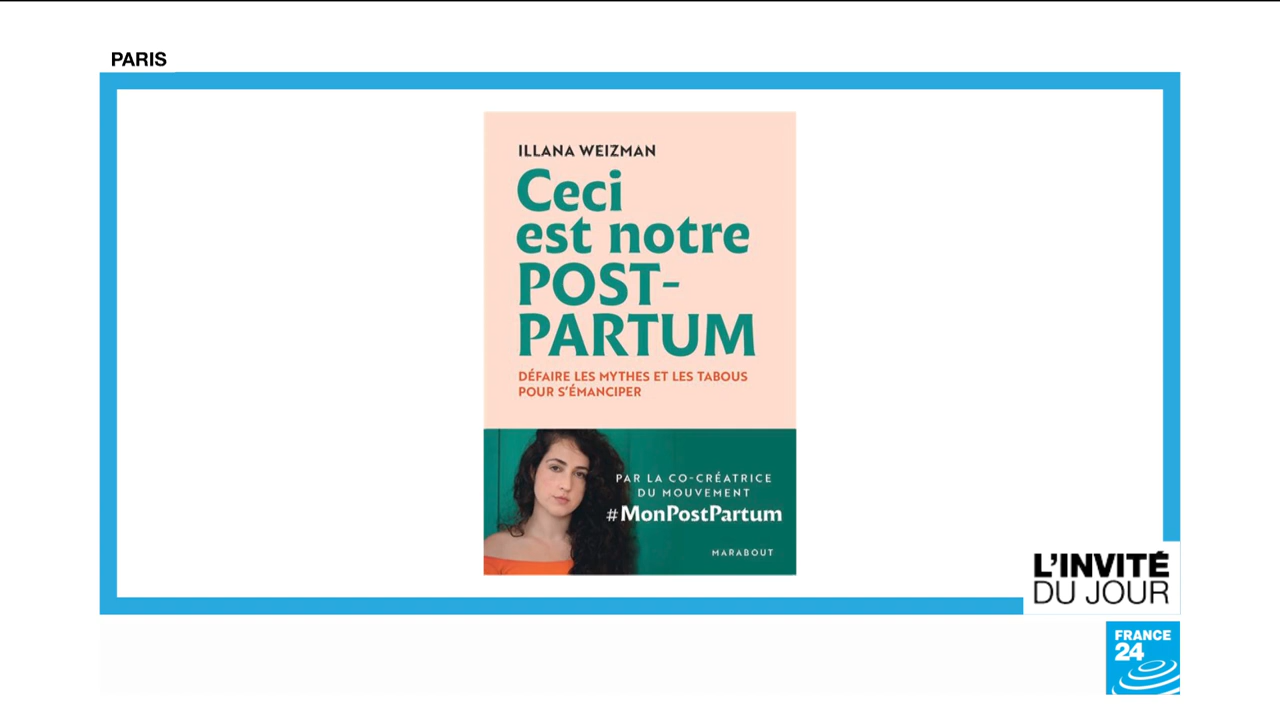 PARIS
ILLANA WEIZMAN
Ceci
est notre
POST-
PARTUM
DÉFAIRE LES MYTHES ET LES TABOUS
POUR S'ÉMANCIPER
PAR LA CO-CRÉATRICE
DU MOUVEMENT
#MonPostPartum
MARABOUT
L'INVITÉ
DU JOUR
FRANCE
24